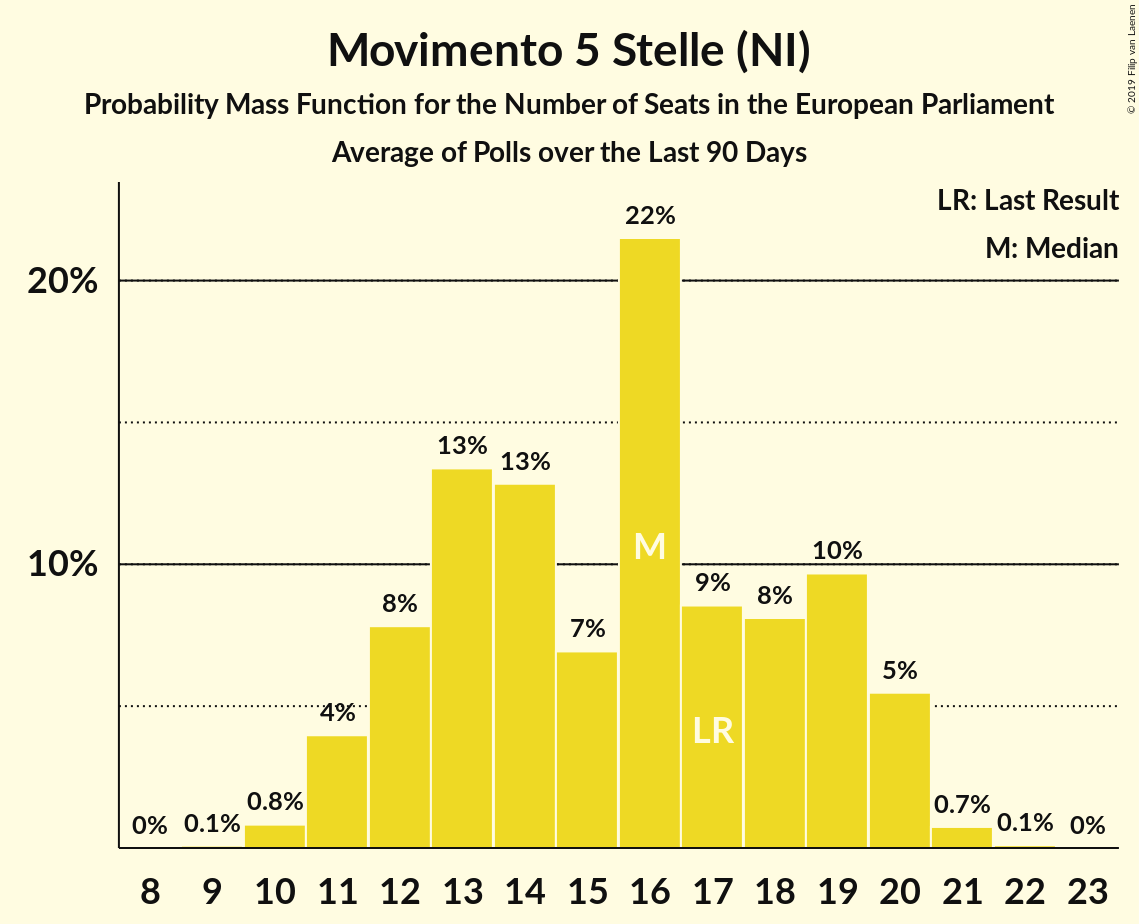 Movimento 5 Stelle (NI)
Probability Mass Function for the Number of Seats in the European Parliament
Average of Polls over the Last 90 Days
© 2019 Filip van Laenen
LR: Last Result
M: Median
20%
10%
0%
0.1%
0.8%
4%
8%
13%
13%
7%
22%
9%
8%
10%
5%
0.7%
0.1%
0%
M
LR
8 9 10 11 12 13 14 15 16 17 18 19 20 21 22 23